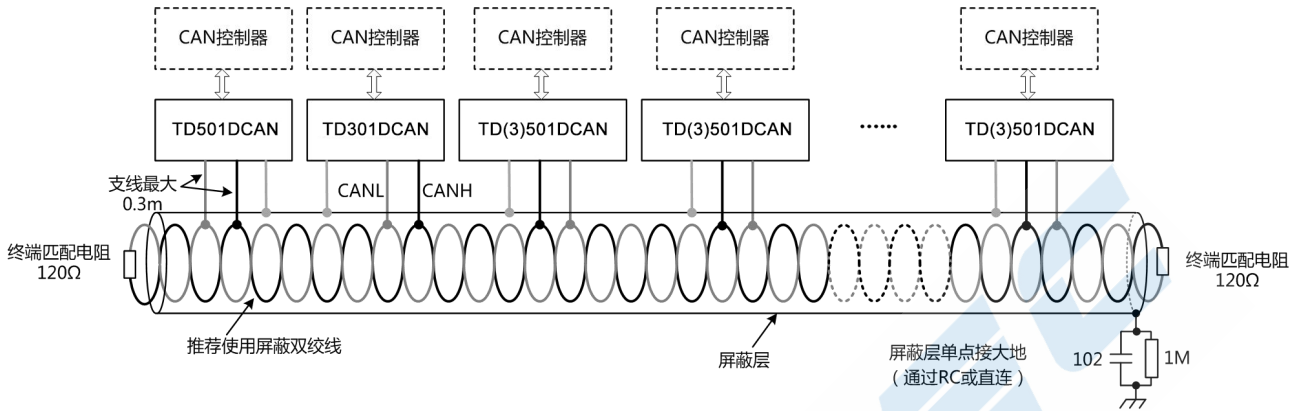 CAN控制器
CAN控制器
CAN控制器
CAN控制器
CAN控制器
TD501DCAN
TD301DCAN
TD(3)501DCAN
TD(3)501DCAN
......
TD(3)501DCAN
支线最大
0.3m
CANL
CANH
终端匹配电阻
120Ω
终端匹配电阻
120Ω
推荐使用屏蔽双绞线
屏蔽层
屏蔽层单点接大地
（通过RC或直连）
102
1M